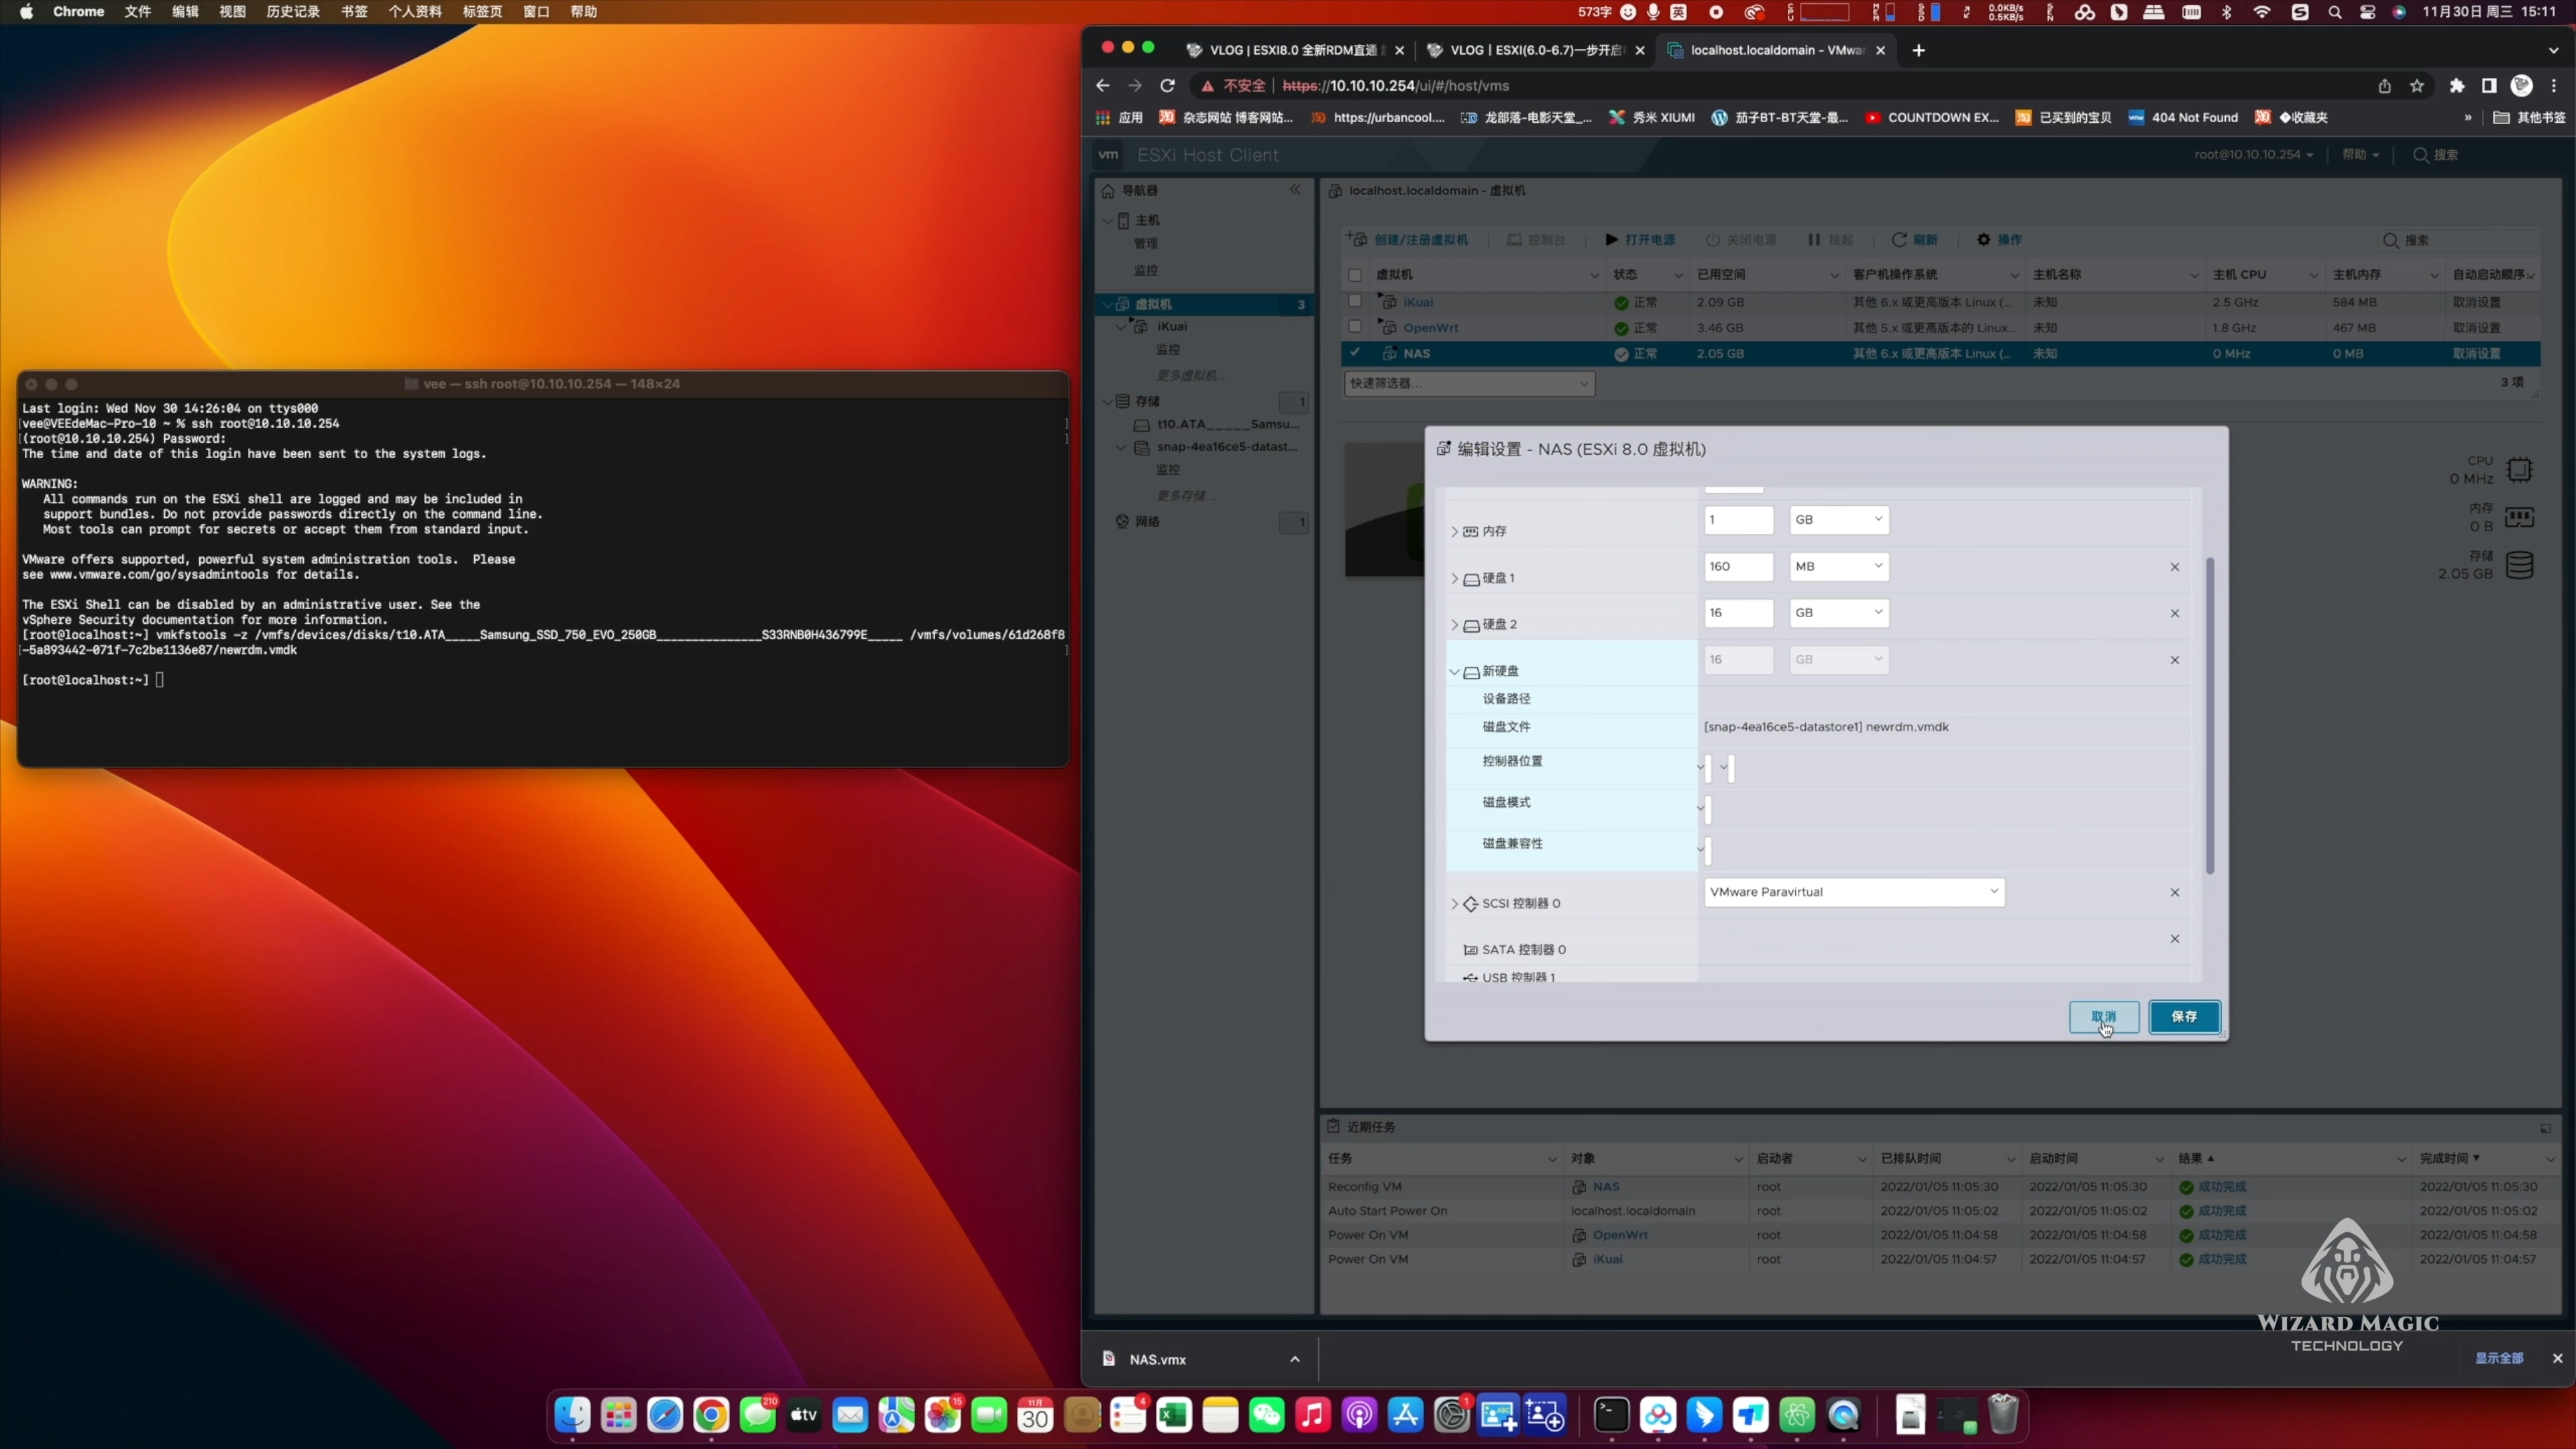 Chrome 文件 编辑 视图 历史记录 书签 个人资料 标签页 窗口 帮助
573字 英 0.0KB/s 0.5KB/s 11月30日 周三 15:11
VLOG | ESXI8.0 全新RDM直通
VLOG | ESXI(6.0-6.7)一步开启
localhost.localdomain - VMwar
不安全 https://10.10.10.254/ui/#/host/vms
应用 杂志网站 博客网站... https://urbancool.... 龙部落-电影天堂_... 秀米 XIUMI 茄子BT-BT天堂-最... COUNTDOWN EX... 已买到的宝贝 404 Not Found �收藏夹 » 其他书签
vm ESXi Host Client root@10.10.10.254 帮助 搜索
导航器
主机
管理
监控
虚拟机 3
iKuai
监控
更多虚拟机...
存储 1
t10.ATA_____Samsu...
snap-4ea16ce5-datast...
监控
更多存储...
网络 1
localhost.localdomain - 虚拟机
创建/注册虚拟机 控制台 打开电源 关闭电源 挂起 刷新 操作 搜索
虚拟机 状态 已用空间 客户机操作系统 主机名称 主机 CPU 主机内存 自动启动顺序
iKuai 正常 2.09 GB 其他 6.x 或更高版本 Linux (... 未知 2.5 GHz 584 MB 取消设置
OpenWrt 正常 3.46 GB 其他 5.x 或更高版本的 Linux... 未知 1.8 GHz 467 MB 取消设置
NAS 正常 2.05 GB 其他 6.x 或更高版本 Linux (... 未知 0 MHz 0 MB 取消设置
快速筛选器... 3 项
CPU
0 MHz
内存
0 B
存储
2.05 GB
编辑设置 - NAS (ESXi 8.0 虚拟机)
内存 1 GB
硬盘 1 160 MB
硬盘 2 16 GB
新硬盘 16 GB
设备路径
磁盘文件 [snap-4ea16ce5-datastore1] newrdm.vmdk
控制器位置
磁盘模式
磁盘兼容性
SCSI 控制器 0 VMware Paravirtual
SATA 控制器 0
USB 控制器 1
取消 保存
vee — ssh root@10.10.10.254 — 148×24
Last login: Wed Nov 30 14:26:04 on ttys000
[vee@VEEdeMac-Pro-10 ~ % ssh root@10.10.10.254 ]
[(root@10.10.10.254) Password: ]
The time and date of this login have been sent to the system logs.
WARNING:
All commands run on the ESXi shell are logged and may be included in
support bundles. Do not provide passwords directly on the command line.
Most tools can prompt for secrets or accept them from standard input.
VMware offers supported, powerful system administration tools. Please
see www.vmware.com/go/sysadmintools for details.
The ESXi Shell can be disabled by an administrative user. See the
vSphere Security documentation for more information.
[root@localhost:~] vmkfstools -z /vmfs/devices/disks/t10.ATA_____Samsung_SSD_750_EVO_250GB_______________S33RNB0H436799E_____ /vmfs/volumes/61d268f8
[-5a893442-071f-7c2be1136e87/newrdm.vmdk ]
[root@localhost:~]
近期任务
任务 对象 启动者 已排队时间 启动时间 结果 完成时间
Reconfig VM NAS root 2022/01/05 11:05:30 2022/01/05 11:05:30 成功完成 2022/01/05 11:05:30
Auto Start Power On localhost.localdomain root 2022/01/05 11:05:02 2022/01/05 11:05:02 成功完成 2022/01/05 11:05:02
Power On VM OpenWrt root 2022/01/05 11:04:58 2022/01/05 11:04:58 成功完成 2022/01/05 11:04:58
Power On VM iKuai root 2022/01/05 11:04:57 2022/01/05 11:04:57 成功完成 2022/01/05 11:04:57
WIZARD MAGIC
TECHNOLOGY
NAS.vmx 显示全部
210 tv 15 11月 30 4 1